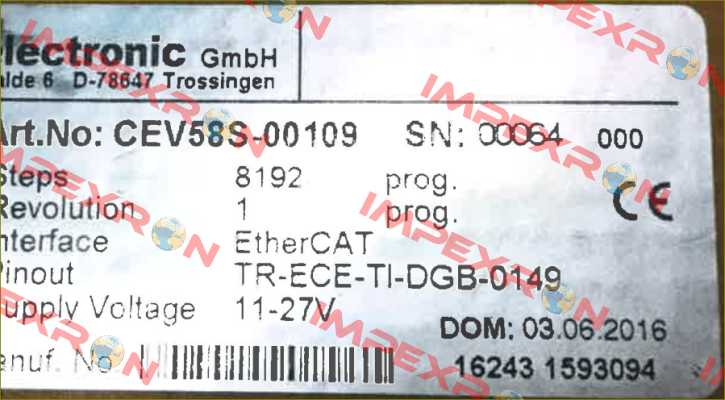 electronic GmbH
alde 6 D-78647 Trossingen
Art.No: CEV58S-00109 SN: 00064 000
Steps 8192 prog.
Revolution 1 prog.
nterface EtherCAT
Pinout TR-ECE-TI-DGB-0149
upply Voltage 11-27V
DOM: 03.06.2016
anuf. No. 16243 1593094
CE
IMPEXRON
IMPEXRON
IMPEXRON
IMPEXRON
IMPEXRON